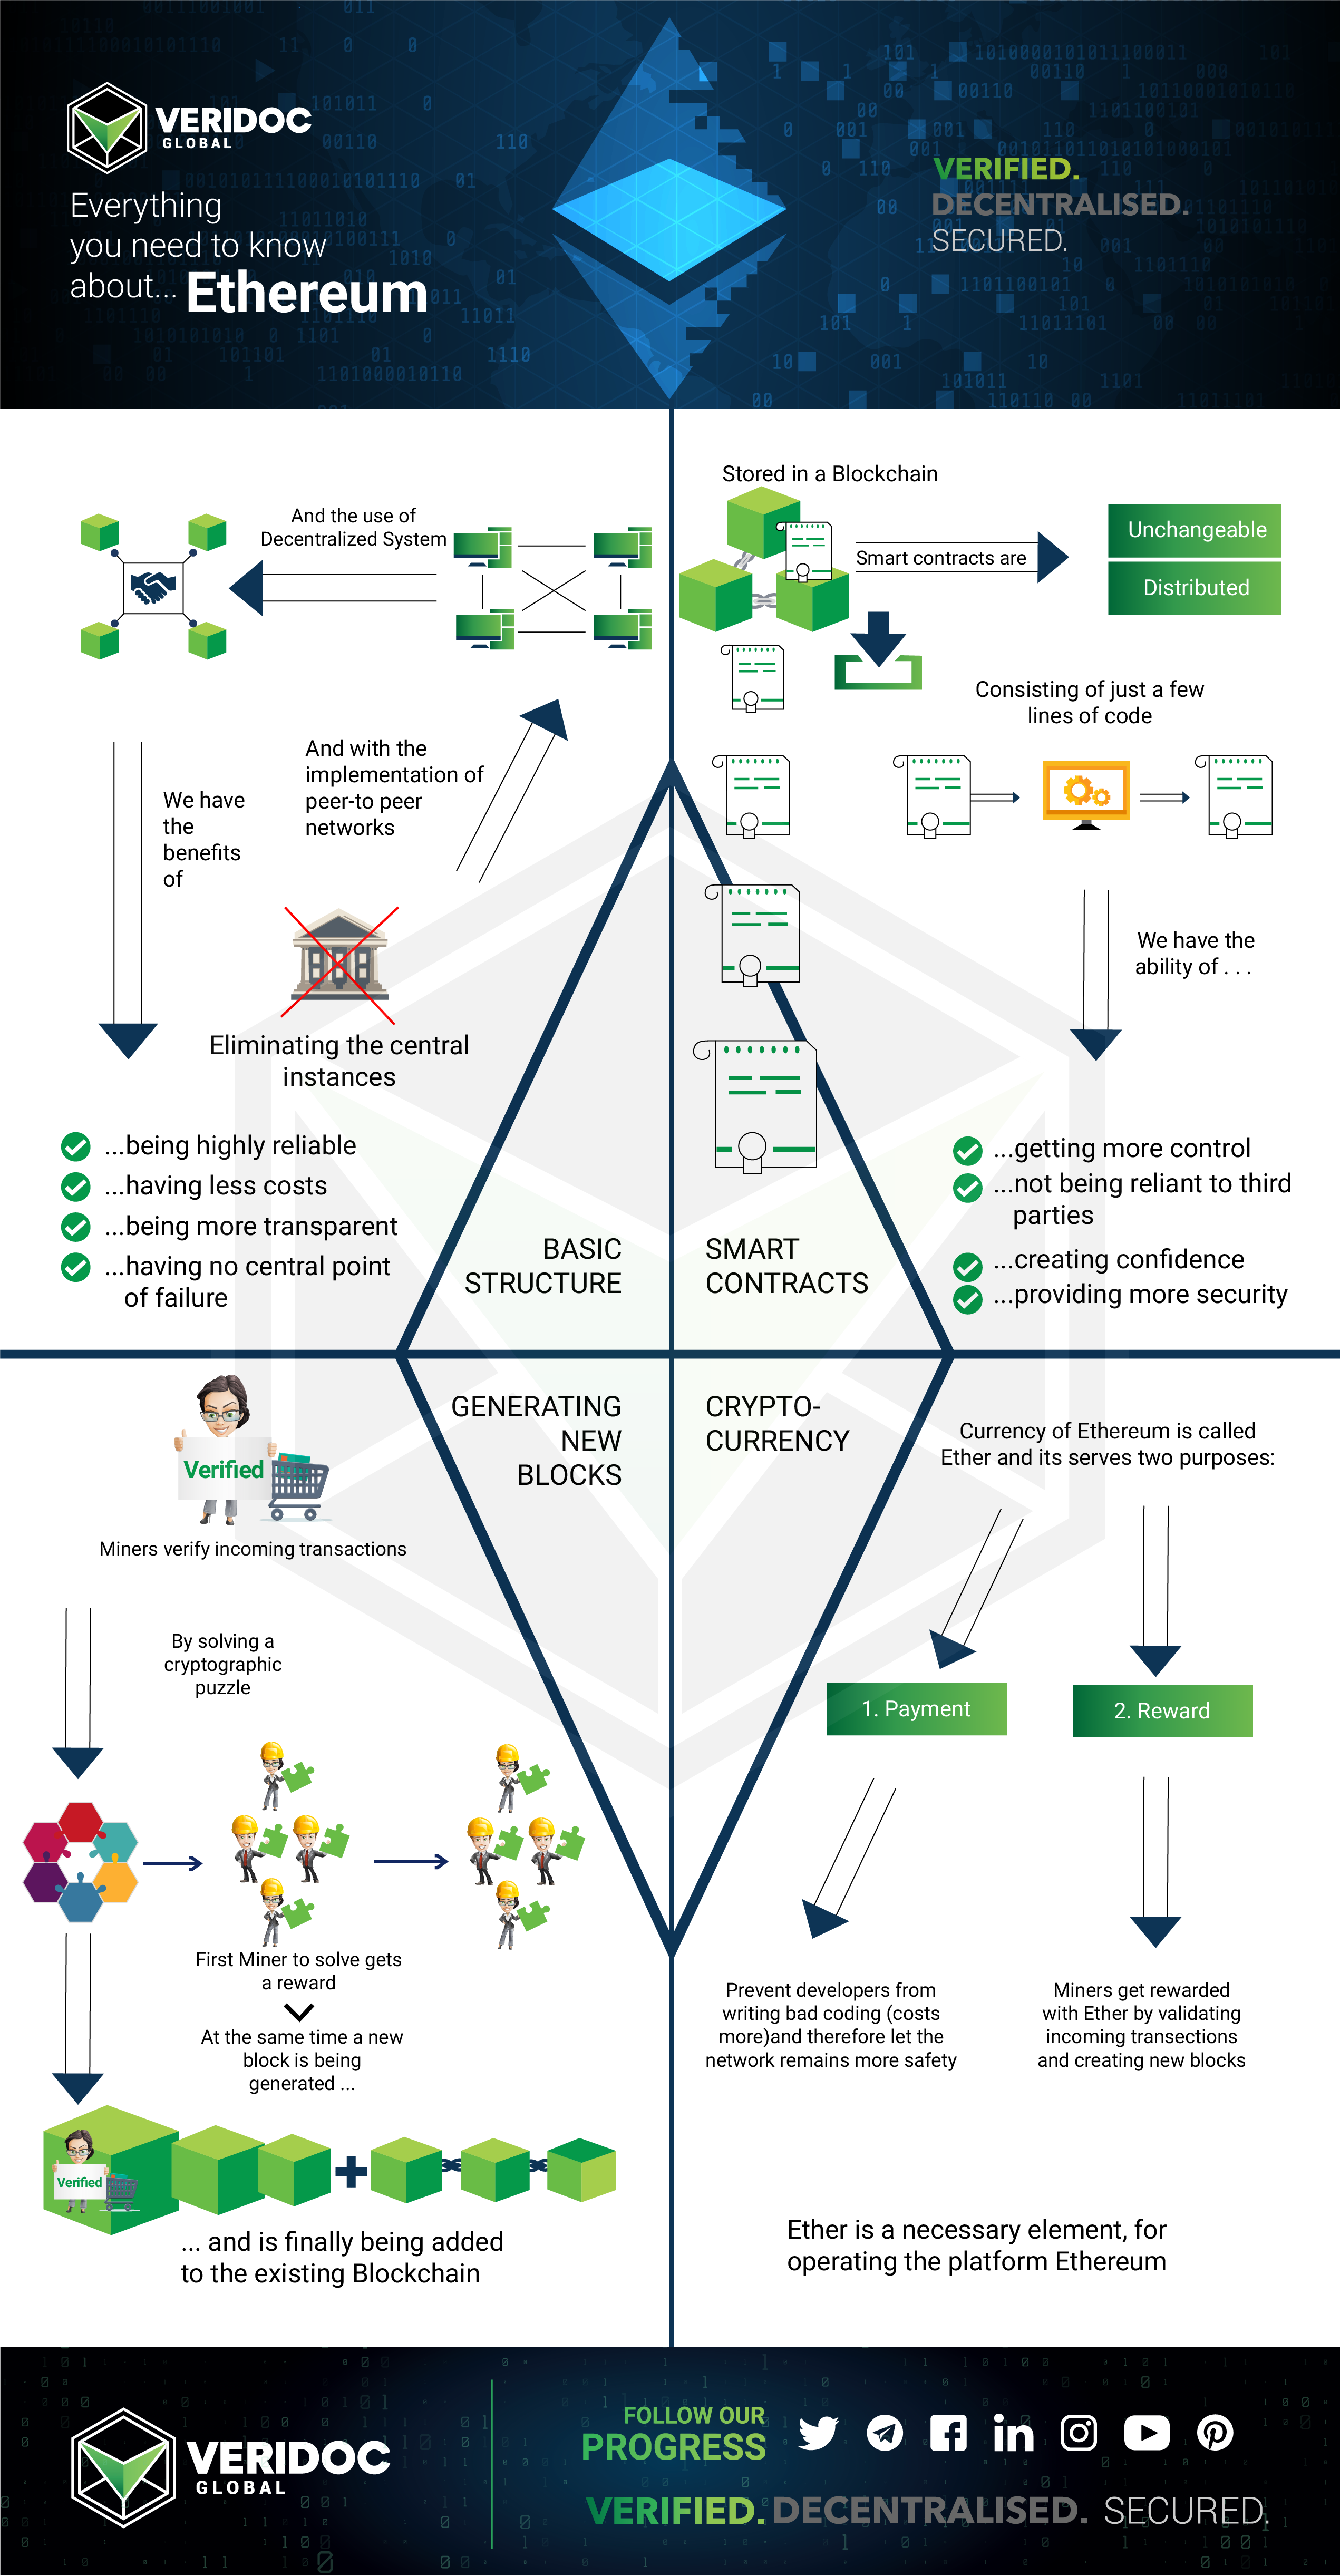 VERIDOC
GLOBAL
Everything
you need to know
about... Ethereum
VERIFIED.
DECENTRALISED.
SECURED.
And the use of
Decentralized System
And with the
implementation of
peer-to peer
networks
We have
the
benefits
of
Eliminating the central
instances
...being highly reliable
...having less costs
...being more transparent
...having no central point
of failure
BASIC
STRUCTURE
Stored in a Blockchain
Smart contracts are
Unchangeable
Distributed
Consisting of just a few
lines of code
We have the
ability of . . .
...getting more control
...not being reliant to third
parties
...creating confidence
...providing more security
SMART
CONTRACTS
GENERATING
NEW
BLOCKS
Verified
Miners verify incoming transactions
By solving a
cryptographic
puzzle
First Miner to solve gets
a reward
At the same time a new
block is being
generated ...
Verified
... and is finally being added
to the existing Blockchain
CRYPTO-
CURRENCY
Currency of Ethereum is called
Ether and its serves two purposes:
1. Payment
2. Reward
Prevent developers from
writing bad coding (costs
more)and therefore let the
network remains more safety
Miners get rewarded
with Ether by validating
incoming transections
and creating new blocks
Ether is a necessary element, for
operating the platform Ethereum
VERIDOC
GLOBAL
FOLLOW OUR
PROGRESS
VERIFIED. DECENTRALISED. SECURED.